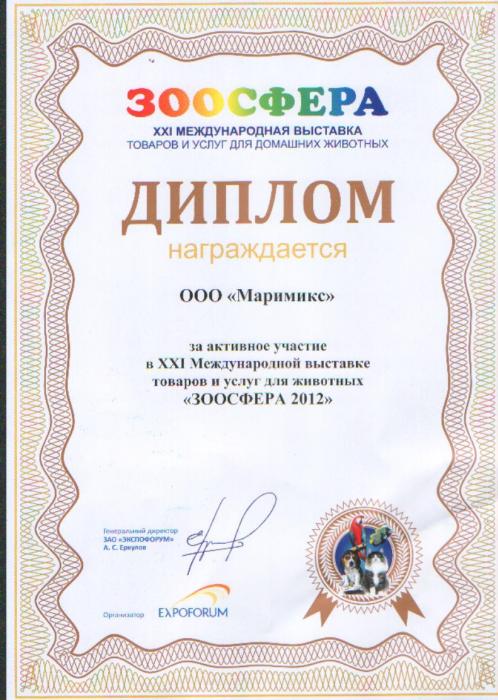 ЗООСФЕРА
XXI МЕЖДУНАРОДНАЯ ВЫСТАВКА
ТОВАРОВ И УСЛУГ ДЛЯ ДОМАШНИХ ЖИВОТНЫХ
ДИПЛОМ
награждается
ООО «Маримикс»
за активное участие
в XXI Международной выставке
товаров и услуг для животных
«ЗООСФЕРА 2012»
Генеральный директор
ЗАО «ЭКСПОФОРУМ»
А. С. Еркулов
Организатор
EXPOFORUM